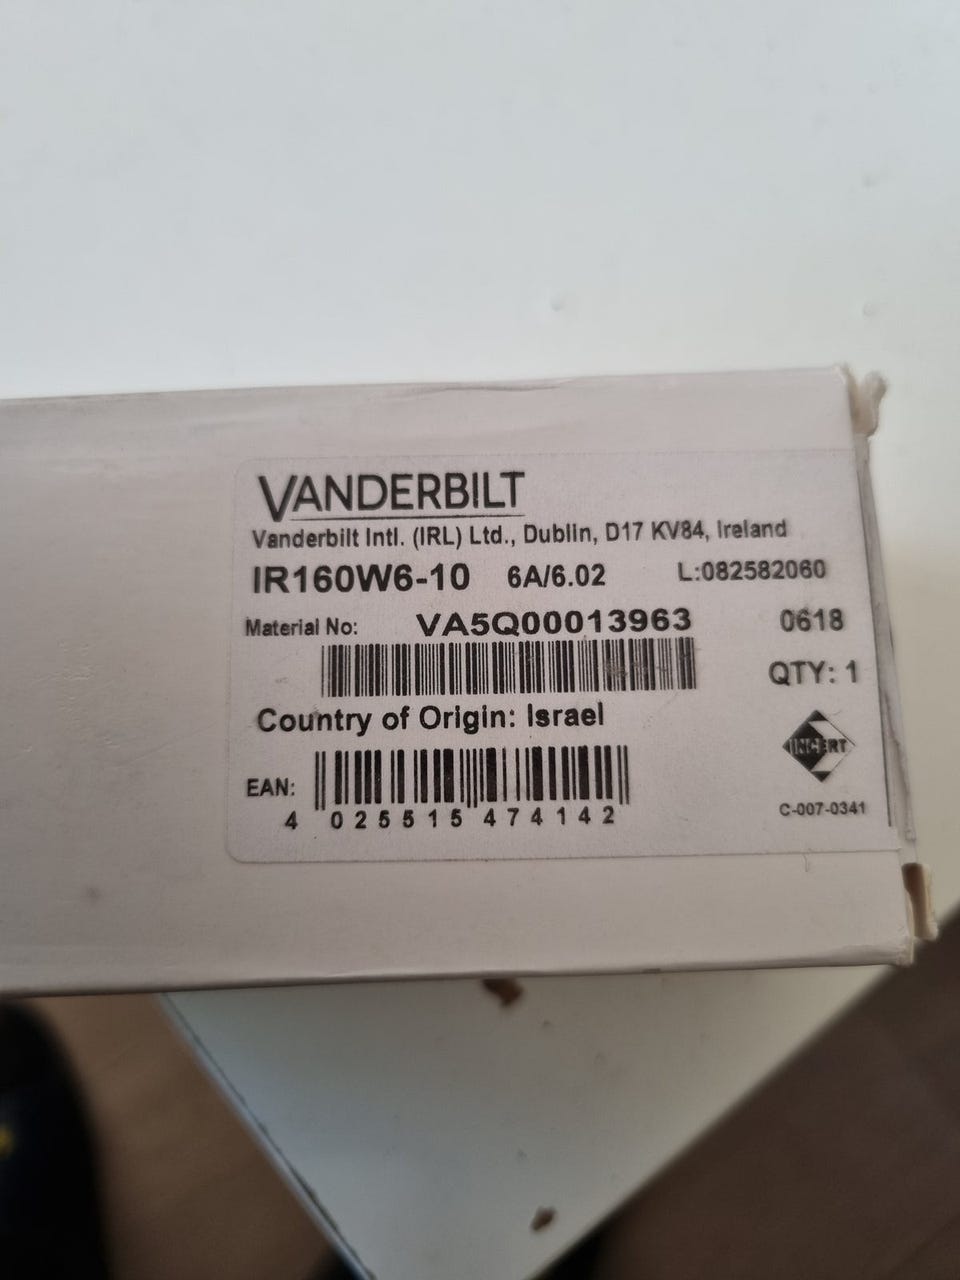 VANDERBILT
Vanderbilt Intl. (IRL) Ltd., Dublin, D17 KV84, Ireland
IR160W6-10 6A/6.02 L:082582060
Material No: VA5Q00013963 0618
QTY: 1
Country of Origin: Israel
INCERT
EAN:
4 025515 474142
C-007-0341